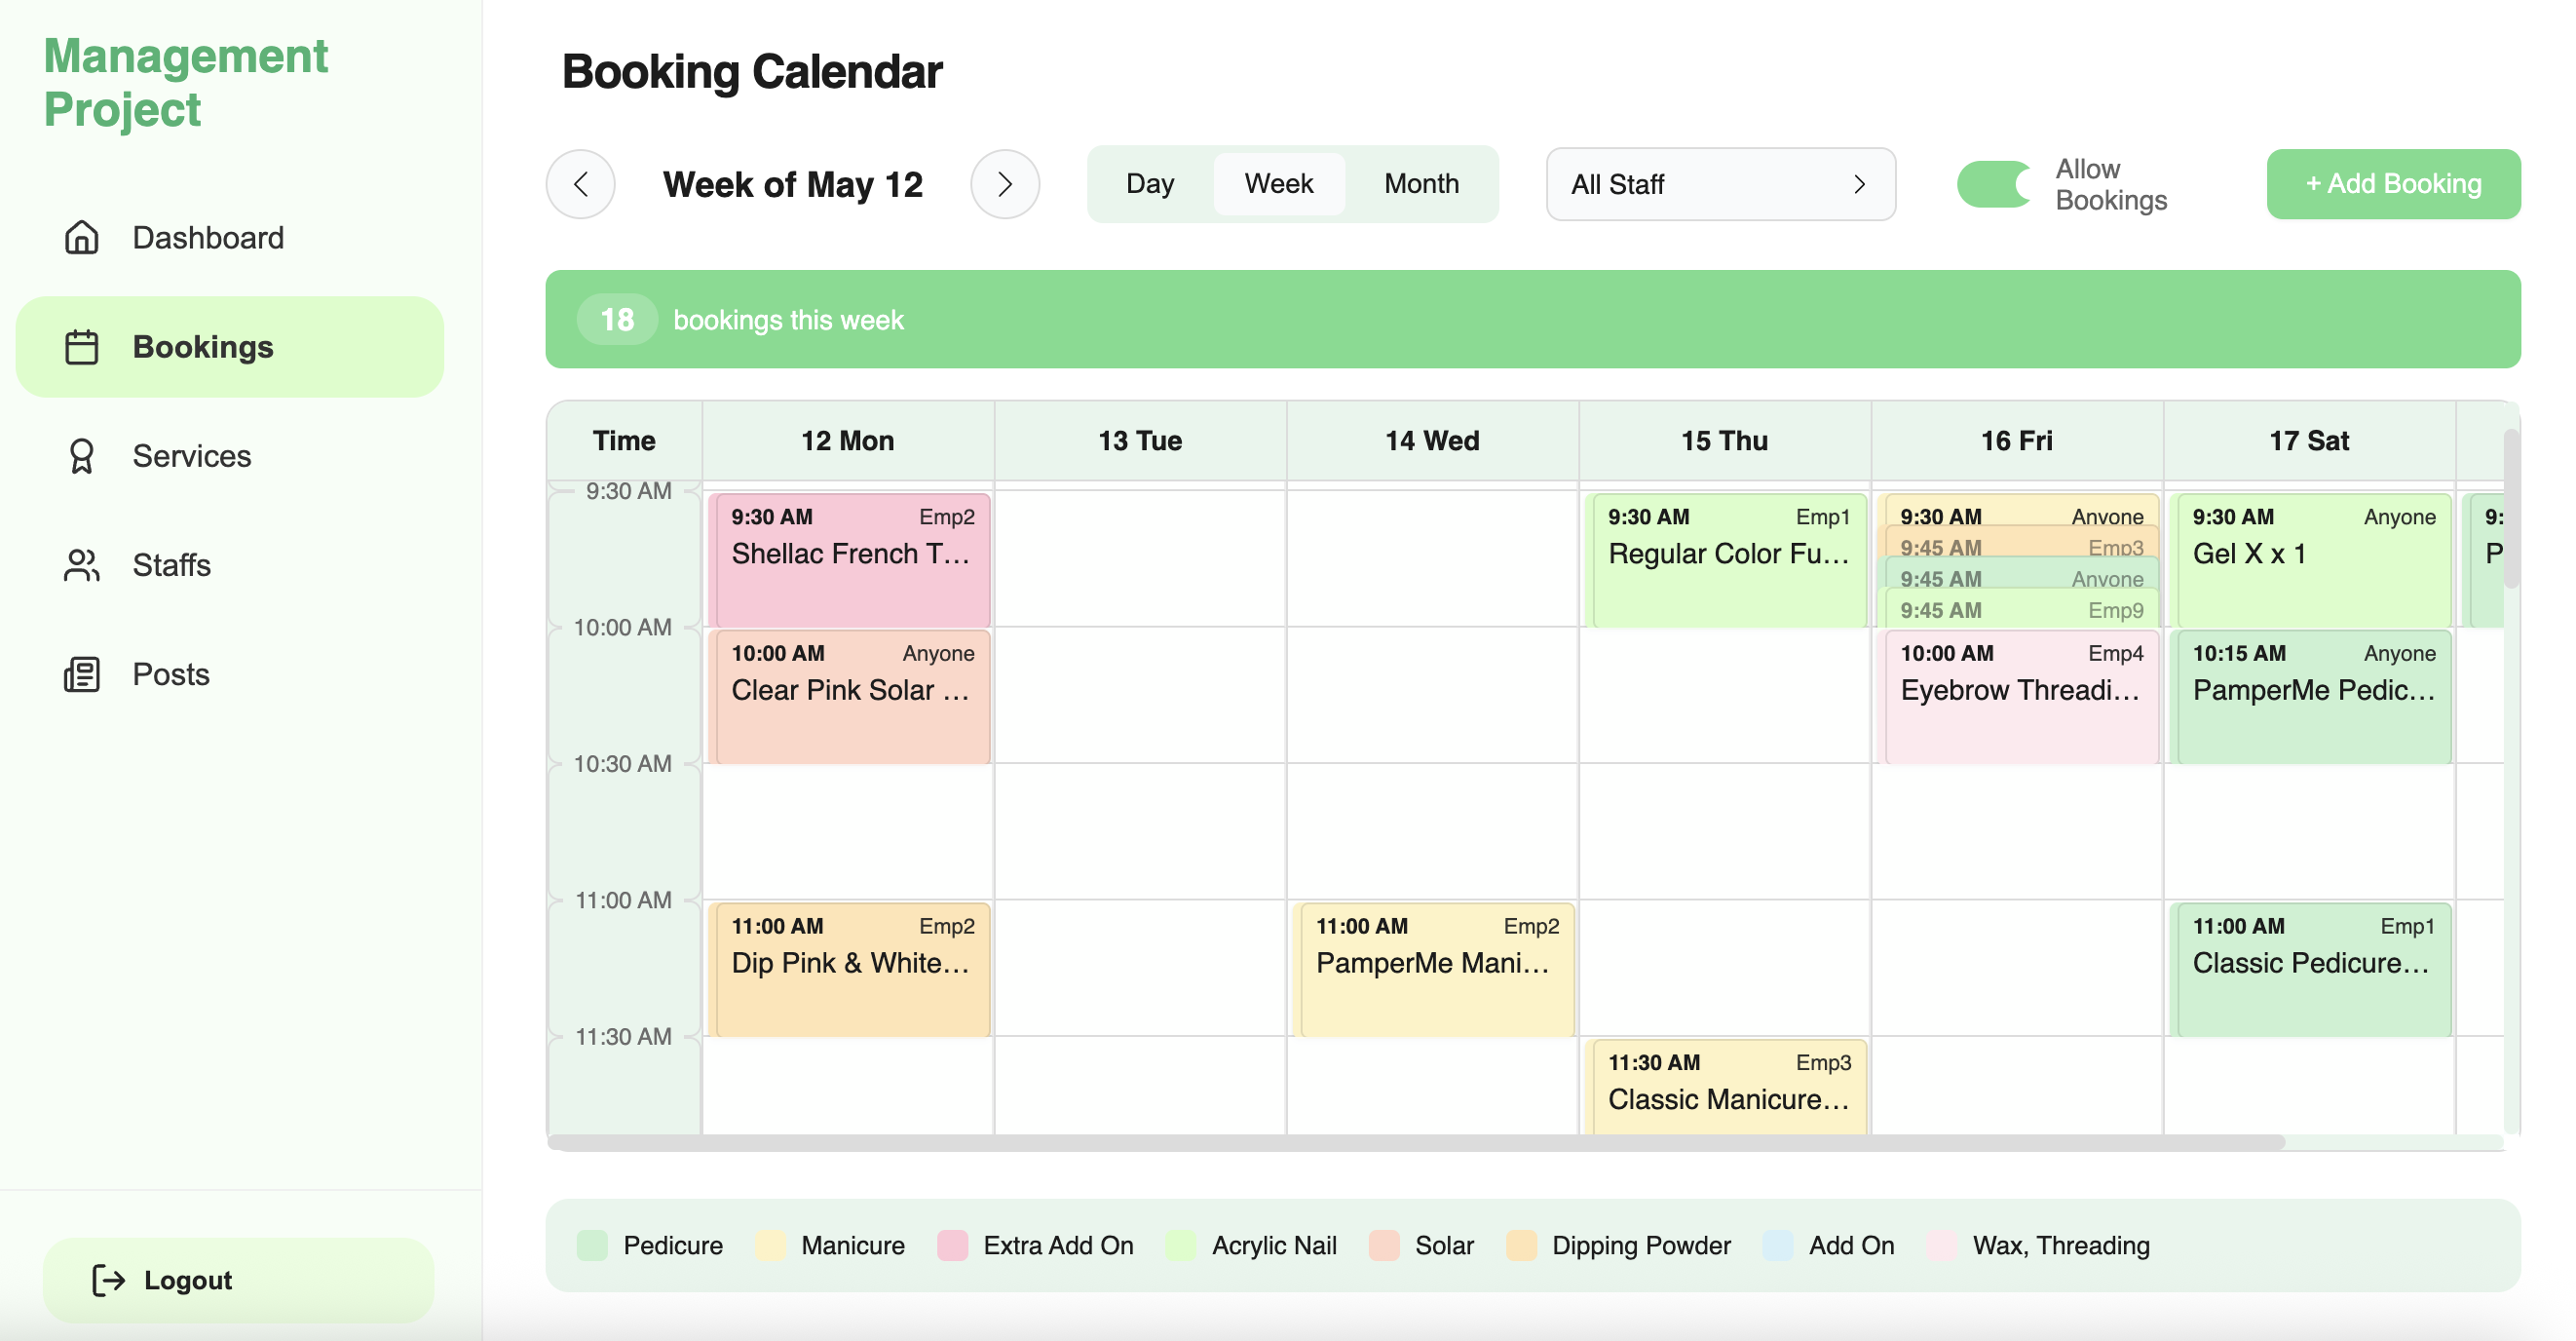 Management
Project
Dashboard
Bookings
Services
Staffs
Posts
Logout
Booking Calendar
Week of May 12
Day
Week
Month
All Staff
Allow
Bookings
+ Add Booking
18 bookings this week
Time
12 Mon
13 Tue
14 Wed
15 Thu
16 Fri
17 Sat
9:30 AM
10:00 AM
10:30 AM
11:00 AM
11:30 AM
9:30 AM Emp2
Shellac French T…
10:00 AM Anyone
Clear Pink Solar …
11:00 AM Emp2
Dip Pink & White…
11:00 AM Emp2
PamperMe Mani…
9:30 AM Emp1
Regular Color Fu…
11:30 AM Emp3
Classic Manicure…
9:30 AM Anyone
9:45 AM Emp3
9:45 AM Anyone
9:45 AM Emp9
10:00 AM Emp4
Eyebrow Threadi…
9:30 AM Anyone
Gel X x 1
10:15 AM Anyone
PamperMe Pedic…
11:00 AM Emp1
Classic Pedicure…
9:
P
Pedicure
Manicure
Extra Add On
Acrylic Nail
Solar
Dipping Powder
Add On
Wax, Threading